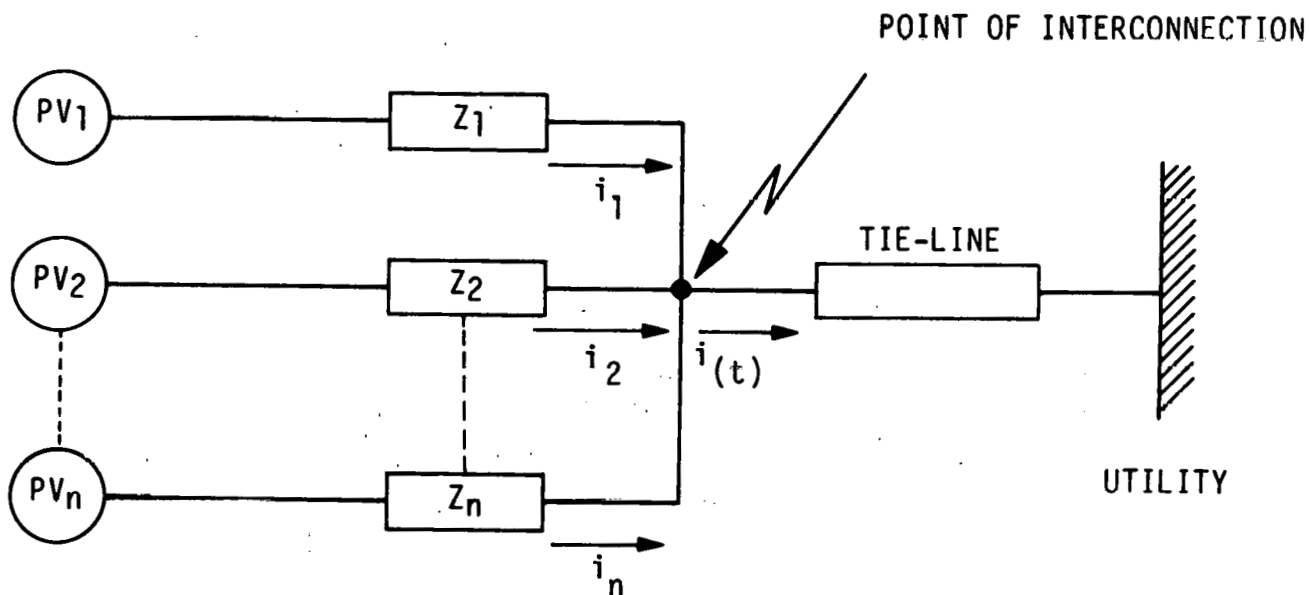 POINT OF INTERCONNECTION
PV1
Z1
i1
PV2
Z2
TIE-LINE
i2
i(t)
PVn
Zn
UTILITY
in